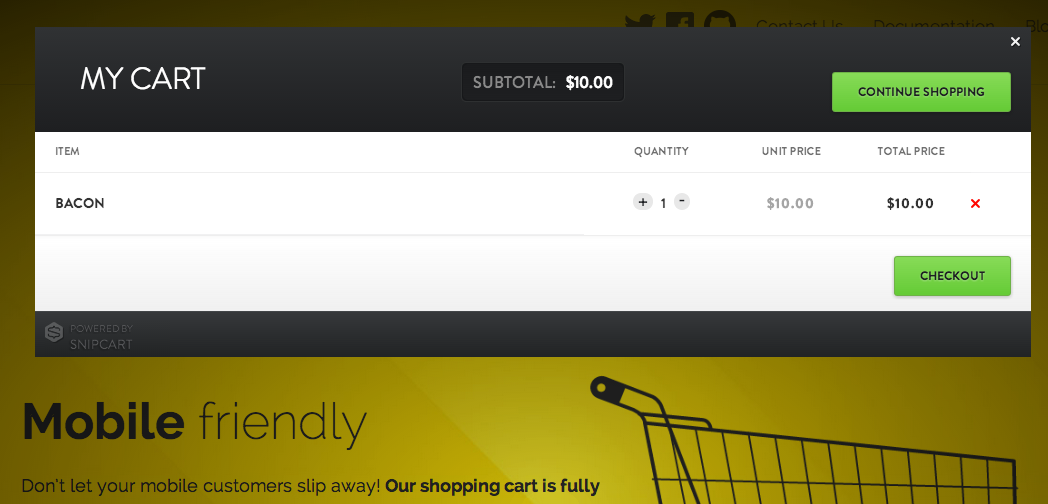 Contact Us Documentation Blo
MY CART
SUBTOTAL: $10.00
CONTINUE SHOPPING
ITEM QUANTITY UNIT PRICE TOTAL PRICE
BACON + 1 - $10.00 $10.00
CHECKOUT
POWERED BY
SNIPCART
Mobile friendly
Don't let your mobile customers slip away! Our shopping cart is fully